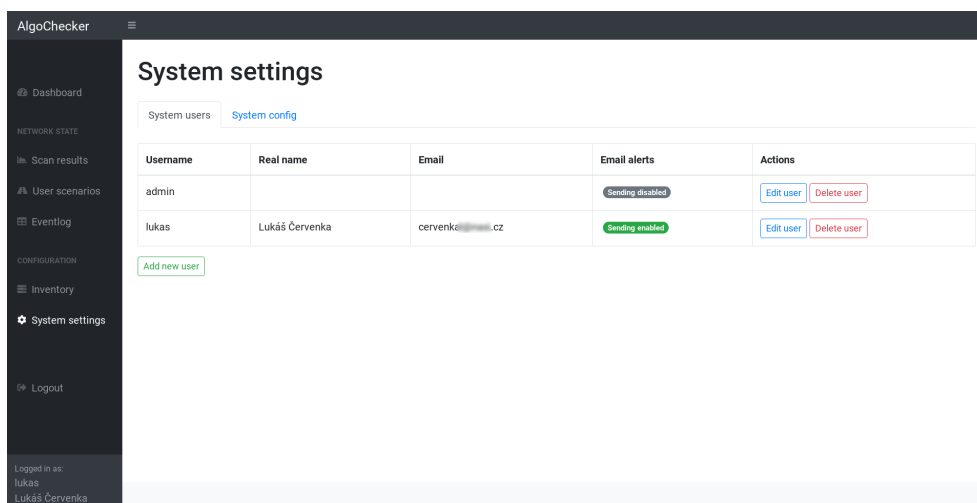 AlgoChecker
System settings
Dashboard
System users System config
NETWORK STATE
Scan results
User scenarios
Eventlog
CONFIGURATION
Inventory
System settings
Logout
Logged in as:
lukas
Lukáš Červenka
Username Real name Email Email alerts Actions
admin Sending disabled Edit user Delete user
lukas Lukáš Červenka cervenka .cz Sending enabled Edit user Delete user
Add new user